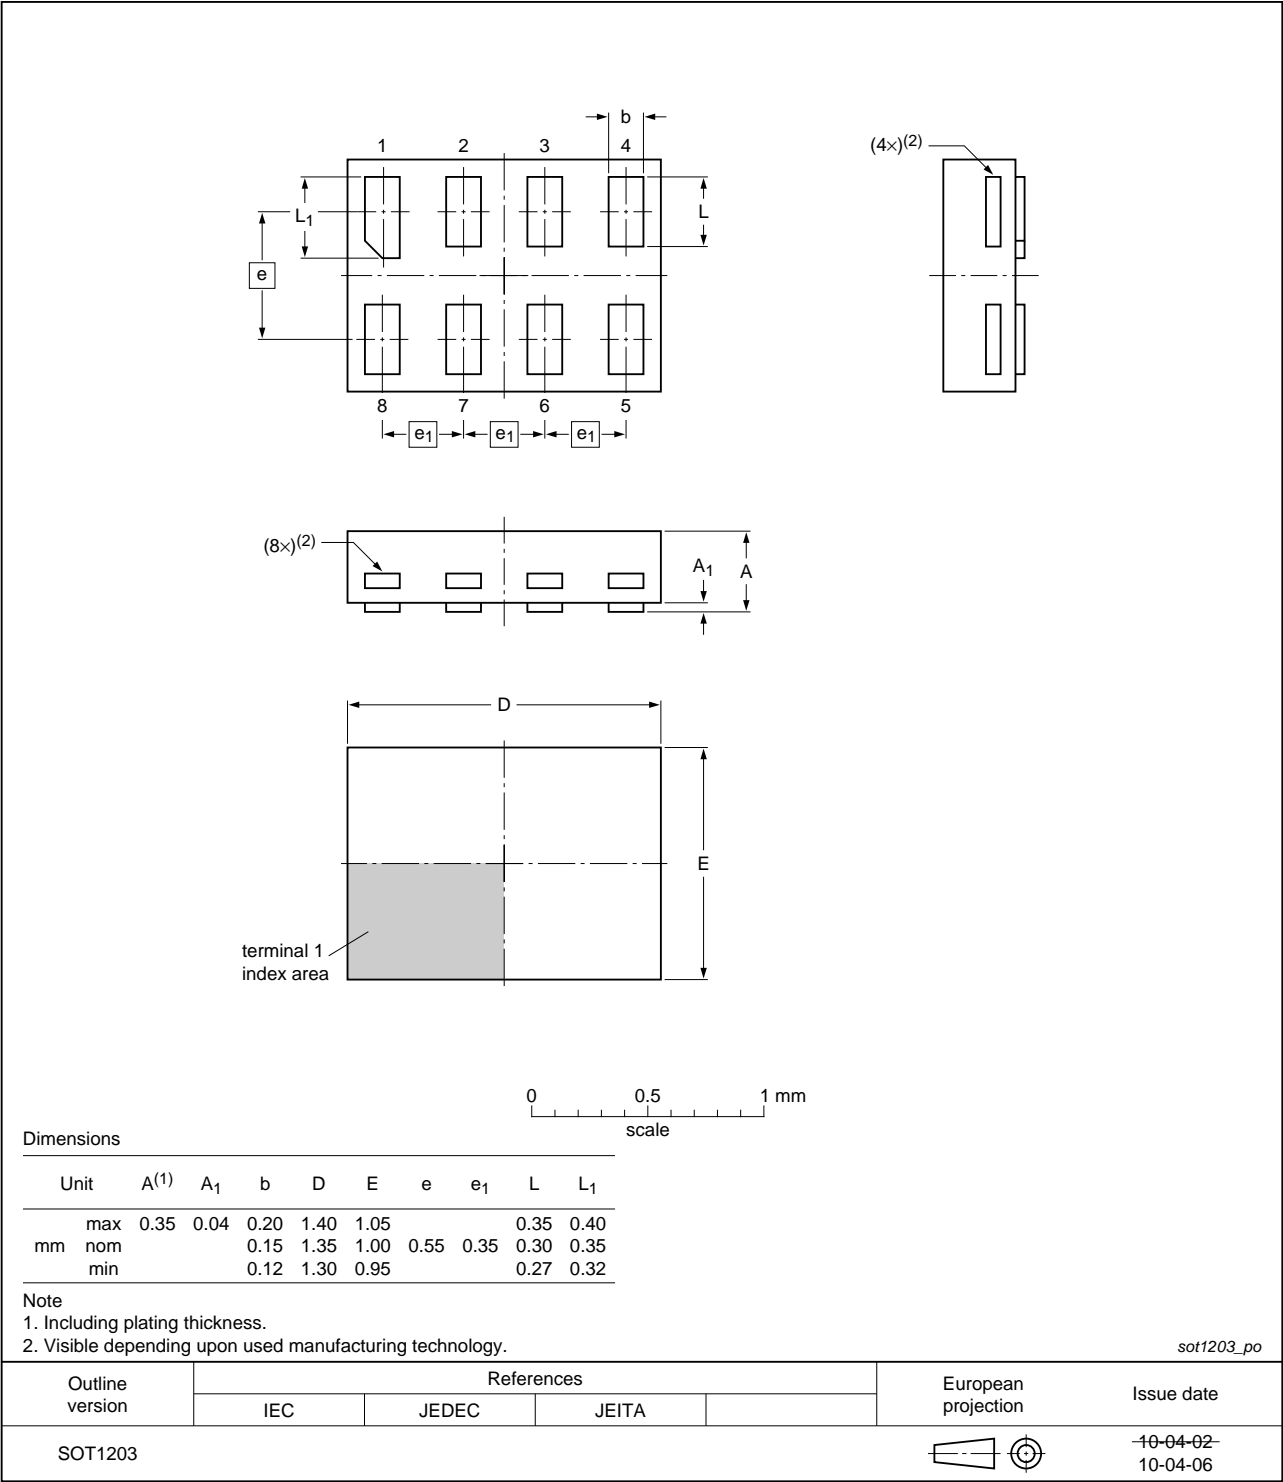 b
1 2 3 4
(4×)(2)
L1
L
e
8 7 6 5
e1 e1 e1
(8×)(2)
A1 A
D
E
terminal 1
index area
0 0.5 1 mm
scale
Dimensions
Unit A(1) A1 b D E e e1 L L1
max 0.35 0.04 0.20 1.40 1.05 0.35 0.40
mm nom 0.15 1.35 1.00 0.55 0.35 0.30 0.35
min 0.12 1.30 0.95 0.27 0.32
Note
1. Including plating thickness.
2. Visible depending upon used manufacturing technology.
sot1203_po
Outline
version
References
IEC JEDEC JEITA
European
projection
Issue date
SOT1203
10-04-02
10-04-06